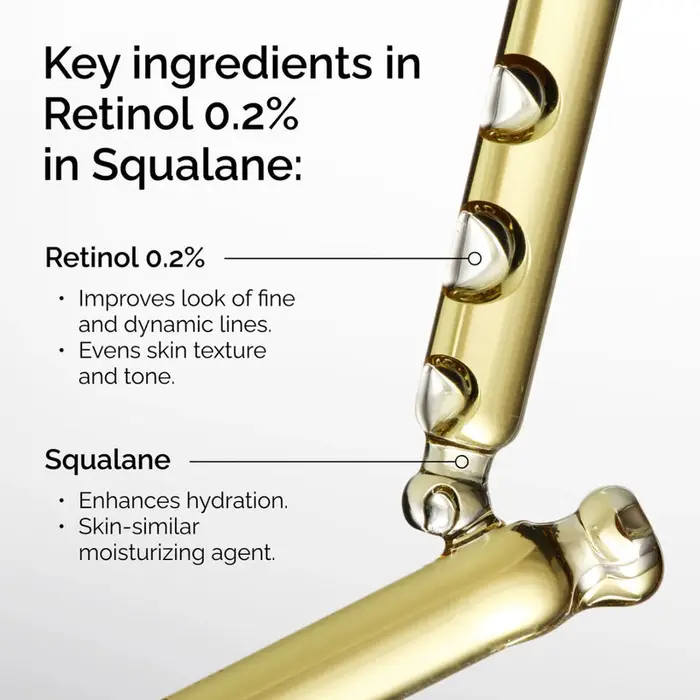 Key ingredients in
Retinol 0.2%
in Squalane:
Retinol 0.2%
• Improves look of fine
and dynamic lines.
• Evens skin texture
and tone.
Squalane
• Enhances hydration.
• Skin-similar
moisturizing agent.